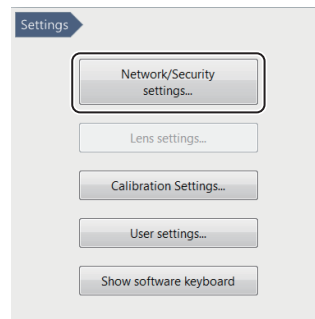 Settings
Network/Security
settings...
Lens settings...
Calibration Settings...
User settings...
Show software keyboard